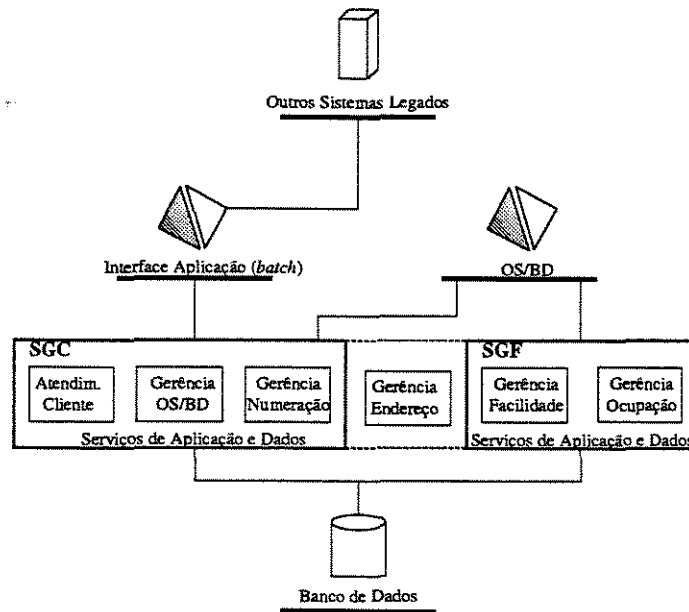 Outros Sistemas Legados
Interface Aplicação (batch)
OS/BD
SGC
Atendim.
Cliente
Gerência
OS/BD
Gerência
Numeração
Serviços de Aplicação e Dados
Gerência
Endereço
SGF
Gerência
Facilidade
Gerência
Ocupação
Serviços de Aplicação e Dados
Banco de Dados